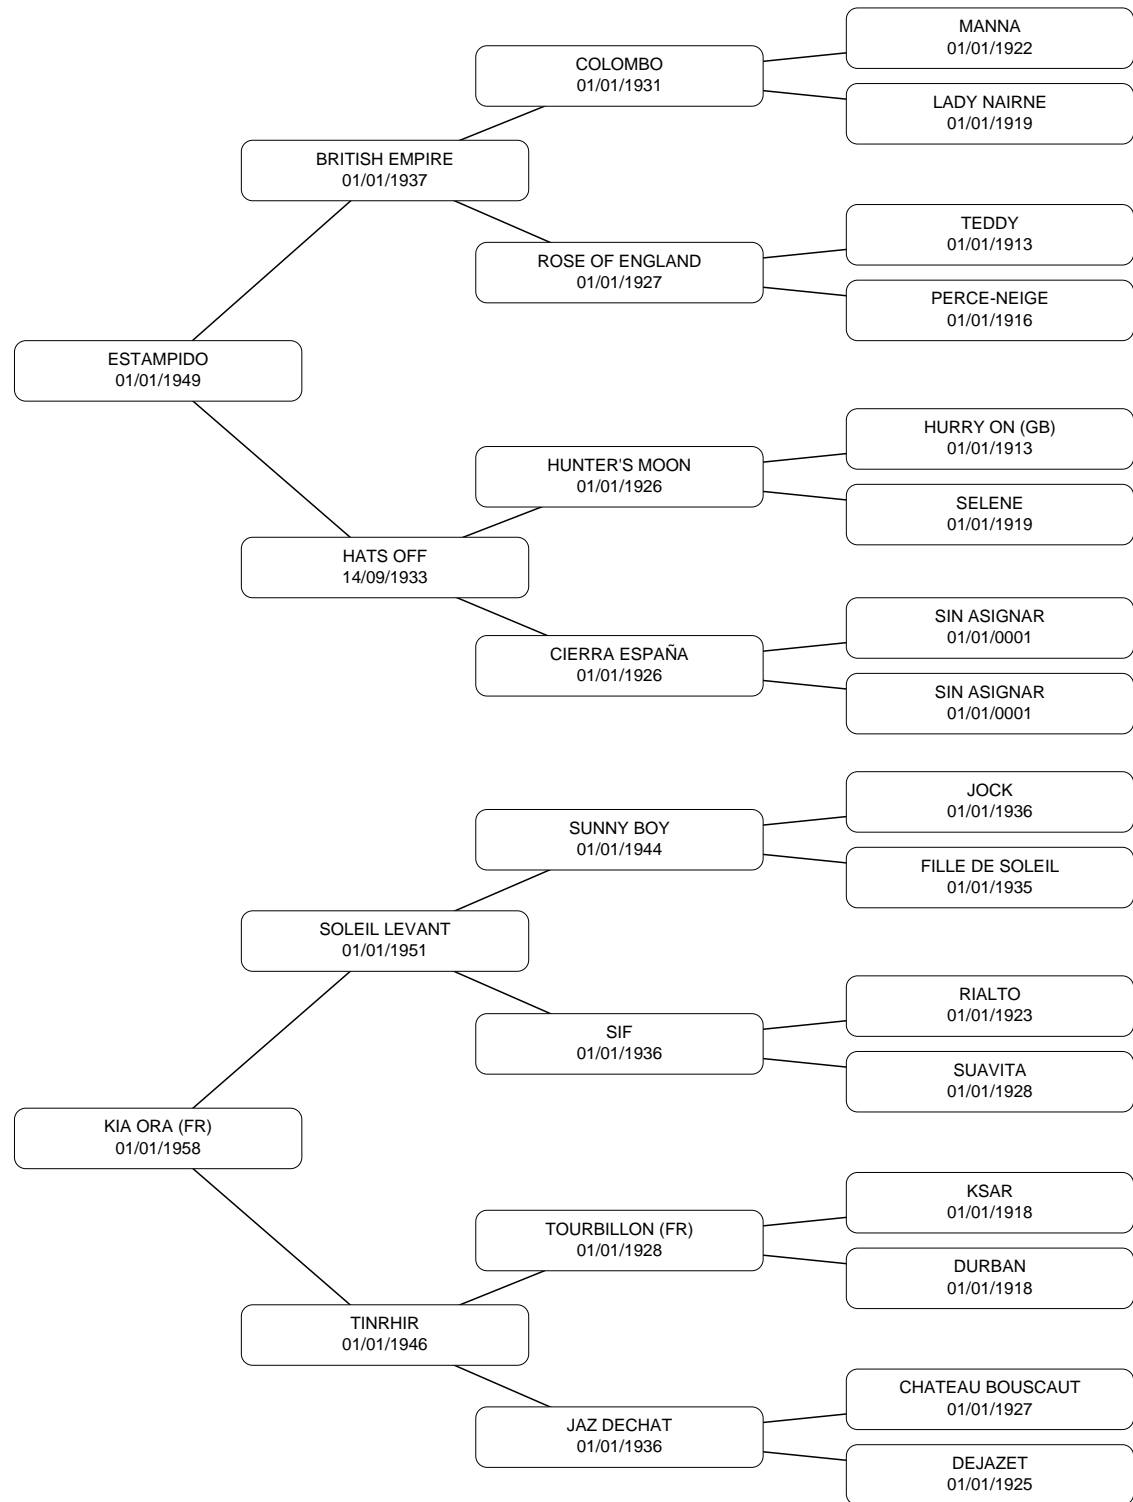 MANNA
01/01/1922
COLOMBO
01/01/1931
LADY NAIRNE
01/01/1919
BRITISH EMPIRE
01/01/1937
TEDDY
01/01/1913
ROSE OF ENGLAND
01/01/1927
PERCE-NEIGE
01/01/1916
ESTAMPIDO
01/01/1949
HURRY ON (GB)
01/01/1913
HUNTER'S MOON
01/01/1926
SELENE
01/01/1919
HATS OFF
14/09/1933
SIN ASIGNAR
01/01/0001
CIERRA ESPAÑA
01/01/1926
SIN ASIGNAR
01/01/0001
JOCK
01/01/1936
SUNNY BOY
01/01/1944
FILLE DE SOLEIL
01/01/1935
SOLEIL LEVANT
01/01/1951
RIALTO
01/01/1923
SIF
01/01/1936
SUAVITA
01/01/1928
KIA ORA (FR)
01/01/1958
KSAR
01/01/1918
TOURBILLON (FR)
01/01/1928
DURBAN
01/01/1918
TINRHIR
01/01/1946
CHATEAU BOUSCAUT
01/01/1927
JAZ DECHAT
01/01/1936
DEJAZET
01/01/1925